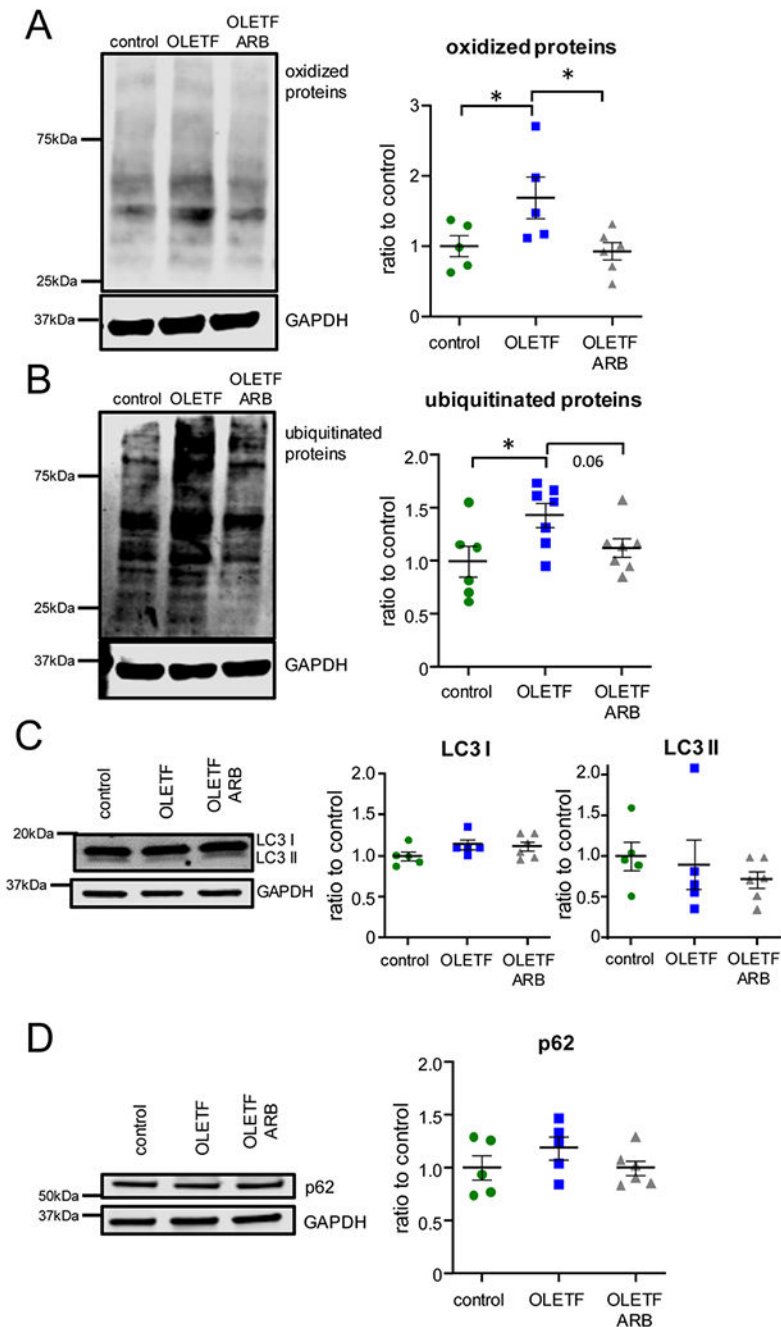 A
control OLETF OLETF ARB
oxidized proteins
75kDa
25kDa
37kDa
GAPDH
oxidized proteins
* *
ratio to control
3
2
1
0
control OLETF OLETF ARB
B
control OLETF OLETF ARB
ubiquitinated proteins
75kDa
25kDa
37kDa
GAPDH
ubiquitinated proteins
* 0.06
ratio to control
2.0
1.5
1.0
0.5
0
control OLETF OLETF ARB
C
control OLETF OLETF ARB
20kDa
LC3 I
LC3 II
37kDa
GAPDH
LC3 I
ratio to control
2.0
1.5
1.0
0.5
0
control OLETF OLETF ARB
LC3 II
ratio to control
2.0
1.5
1.0
0.5
0
control OLETF OLETF ARB
D
control OLETF OLETF ARB
p62
50kDa
37kDa
GAPDH
p62
ratio to control
2.0
1.5
1.0
0.5
0
control OLETF OLETF ARB